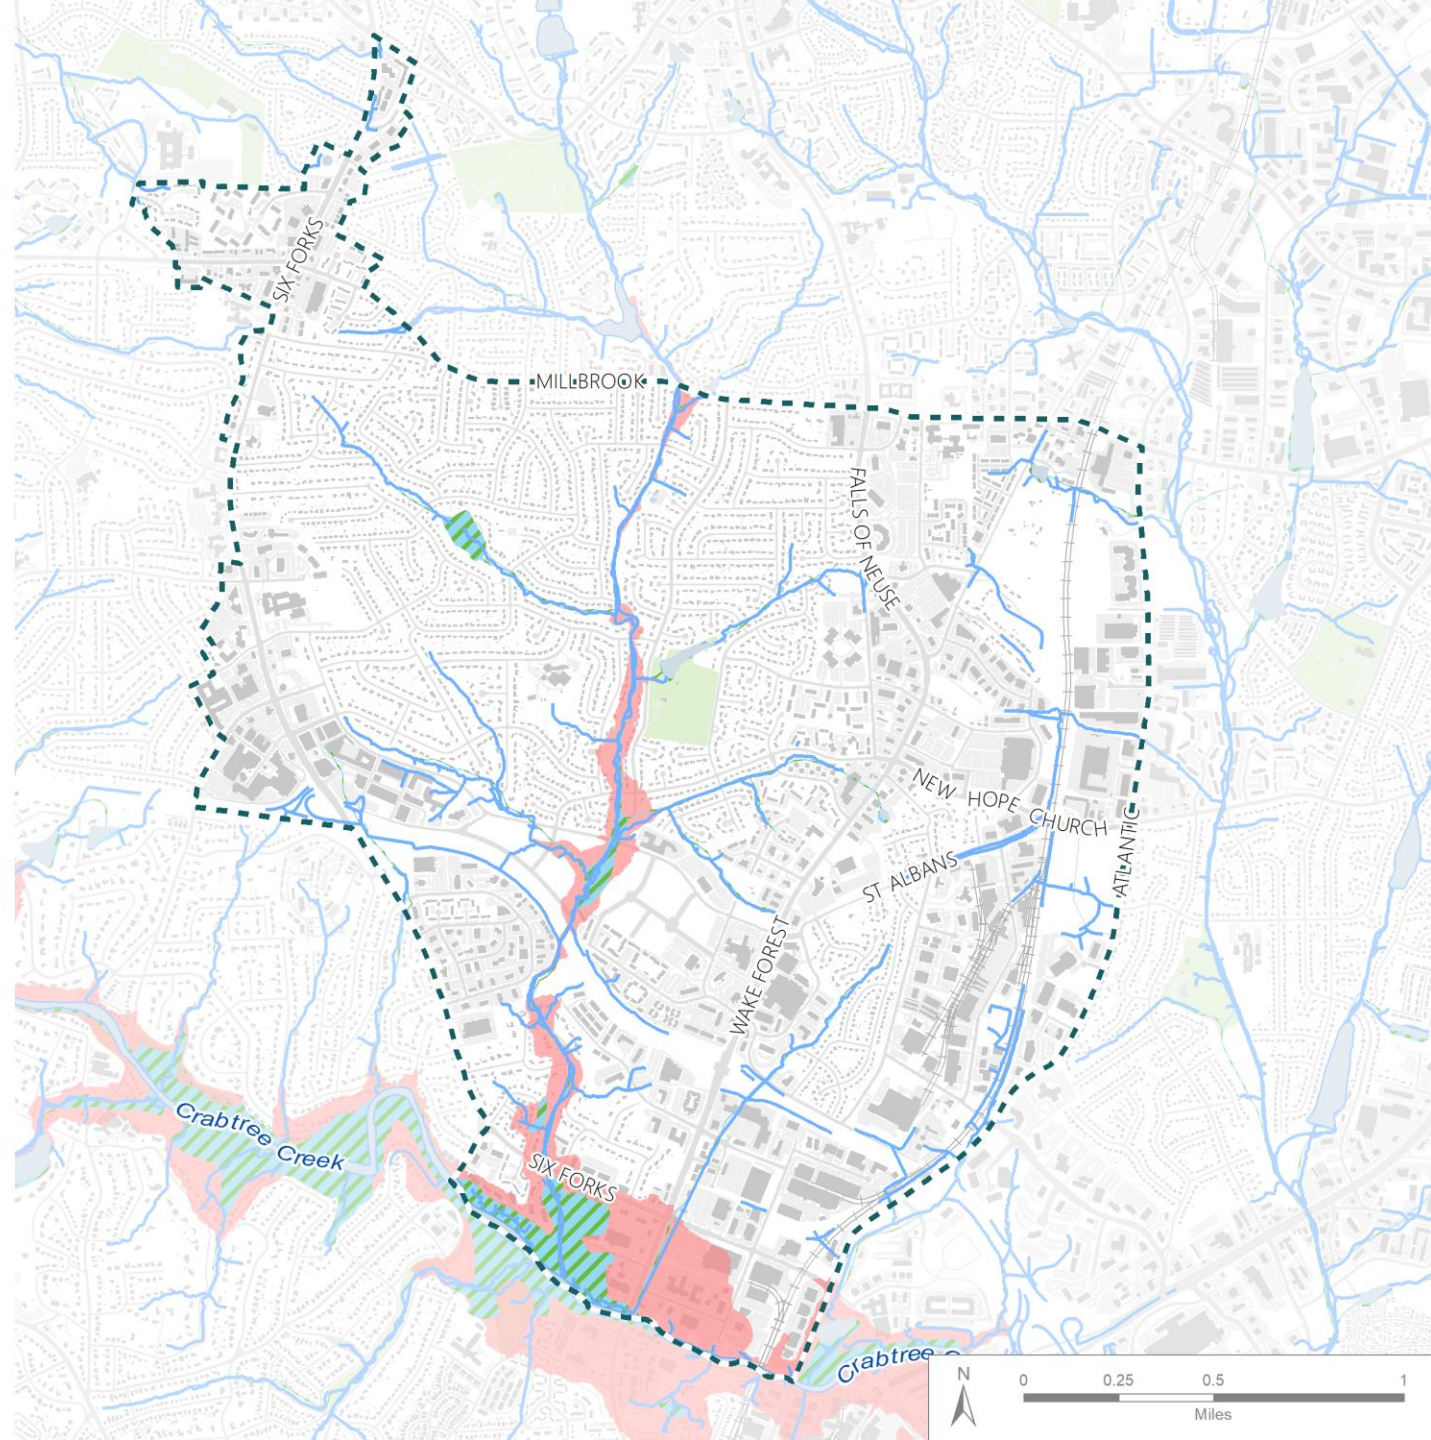 SIX FORKS
MILLBROOK
FALLS OF NEUSE
NEW HOPE CHURCH
ST ALBANS
ATLANTIC
WAKE FOREST
Crabtree Creek
SIX FORKS
Crabtree
N
0 0.25 0.5 1
Miles